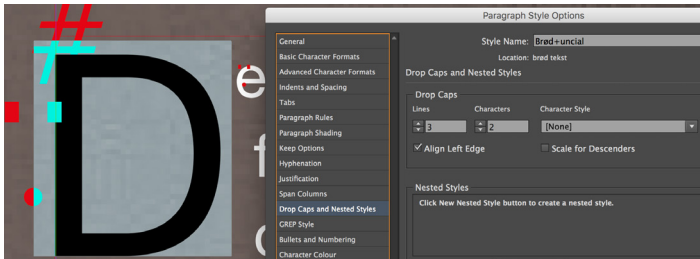 Paragraph Style Options
#
#
D
ë
f
General
Basic Character Formats
Advanced Character Formats
Indents and Spacing
Tabs
Paragraph Rules
Paragraph Shading
Keep Options
Hyphenation
Justification
Span Columns
Drop Caps and Nested Styles
GREP Style
Bullets and Numbering
Character Colour
Style Name: Brød+uncial
Location: brød tekst
Drop Caps and Nested Styles
Drop Caps
Lines Characters Character Style
3 2 [None]
Align Left Edge Scale for Descenders
Nested Styles
Click New Nested Style button to create a nested style.